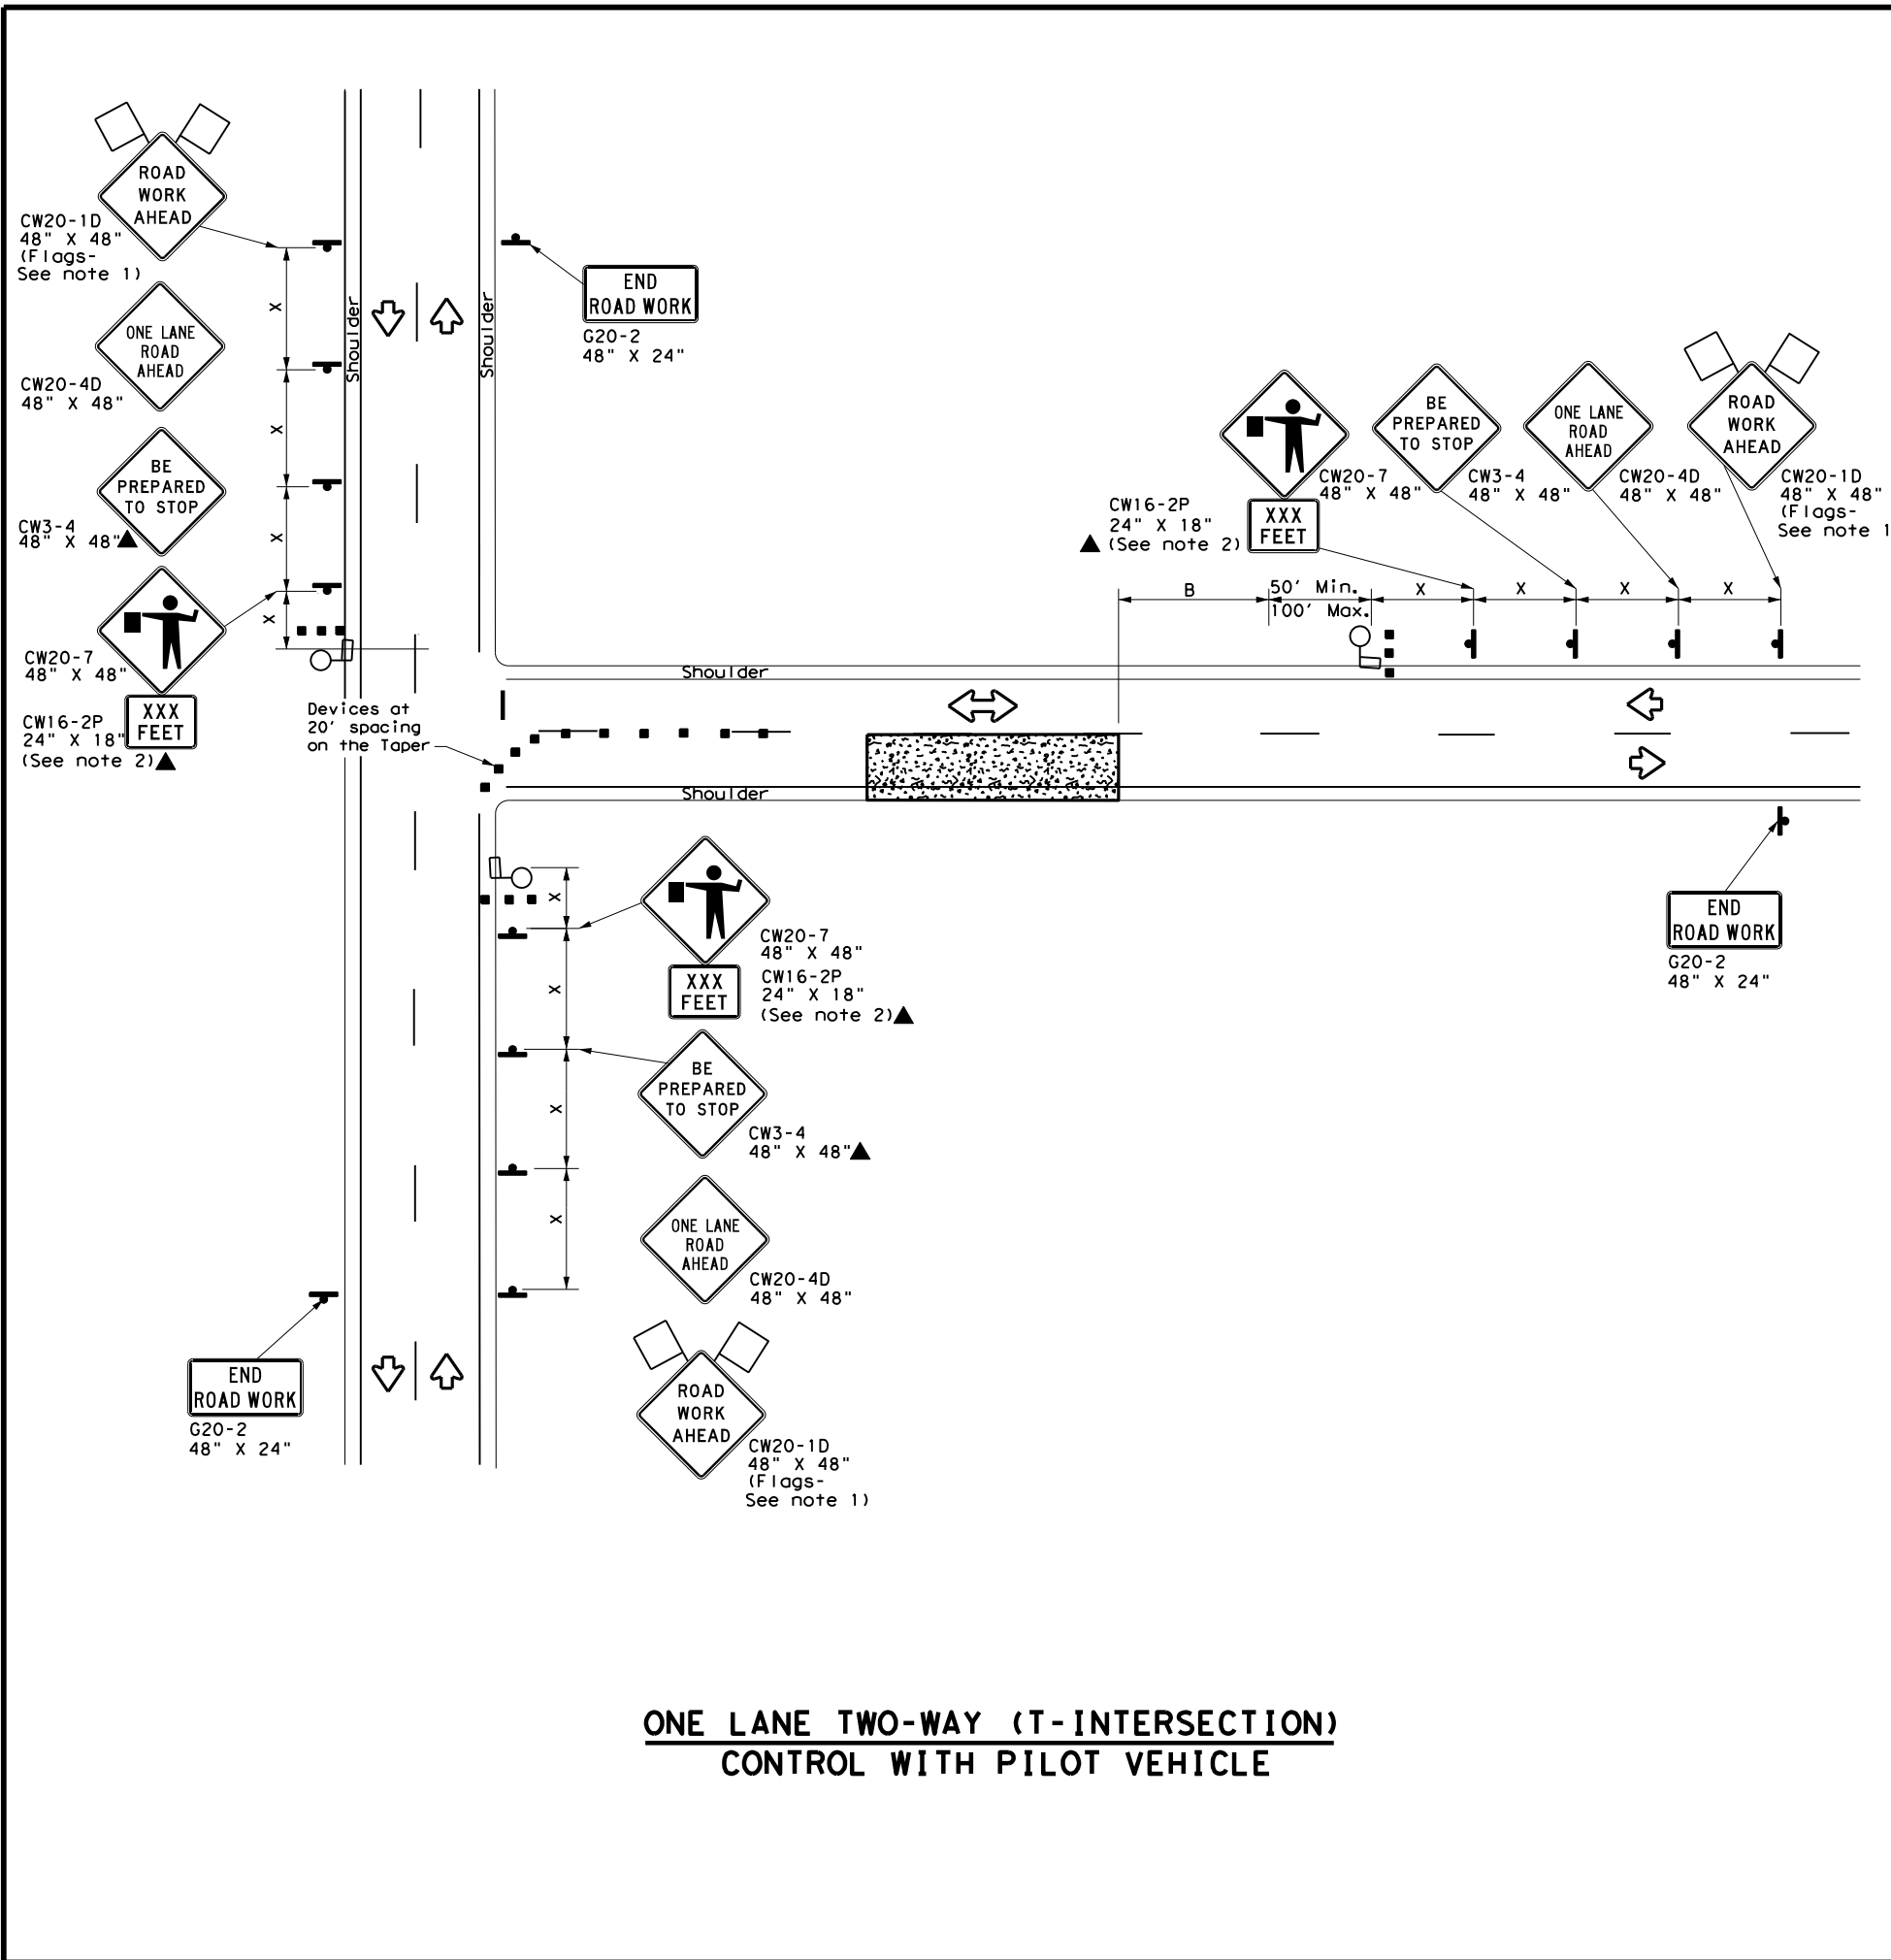 ROAD
WORK
AHEAD
CW20-1D
48" X 48"
(Flags-
See note 1)
X
ONE LANE
ROAD
AHEAD
CW20-4D
48" X 48"
X
BE
PREPARED
TO STOP
CW3-4
48" X 48"▲
X
CW20-7
48" X 48"
XXX
FEET
CW16-2P
24" X 18"
(See note 2)▲
X
Shoulder
Shoulder
END
ROAD WORK
G20-2
48" X 24"
Devices at
20' spacing
on the Taper
Shoulder
Shoulder
CW20-7
48" X 48"
XXX
FEET
CW16-2P
24" X 18"
▲ (See note 2)
BE
PREPARED
TO STOP
CW3-4
48" X 48"
ONE LANE
ROAD
AHEAD
CW20-4D
48" X 48"
ROAD
WORK
AHEAD
CW20-1D
48" X 48"
(Flags-
See note 1
B
50' Min.
100' Max.
X
X
X
X
END
ROAD WORK
G20-2
48" X 24"
X
CW20-7
48" X 48"
XXX
FEET
CW16-2P
24" X 18"
(See note 2)▲
X
BE
PREPARED
TO STOP
CW3-4
48" X 48"▲
X
ONE LANE
ROAD
AHEAD
CW20-4D
48" X 48"
X
ROAD
WORK
AHEAD
CW20-1D
48" X 48"
(Flags-
See note 1)
END
ROAD WORK
G20-2
48" X 24"
ONE LANE TWO-WAY (T-INTERSECTION)
CONTROL WITH PILOT VEHICLE